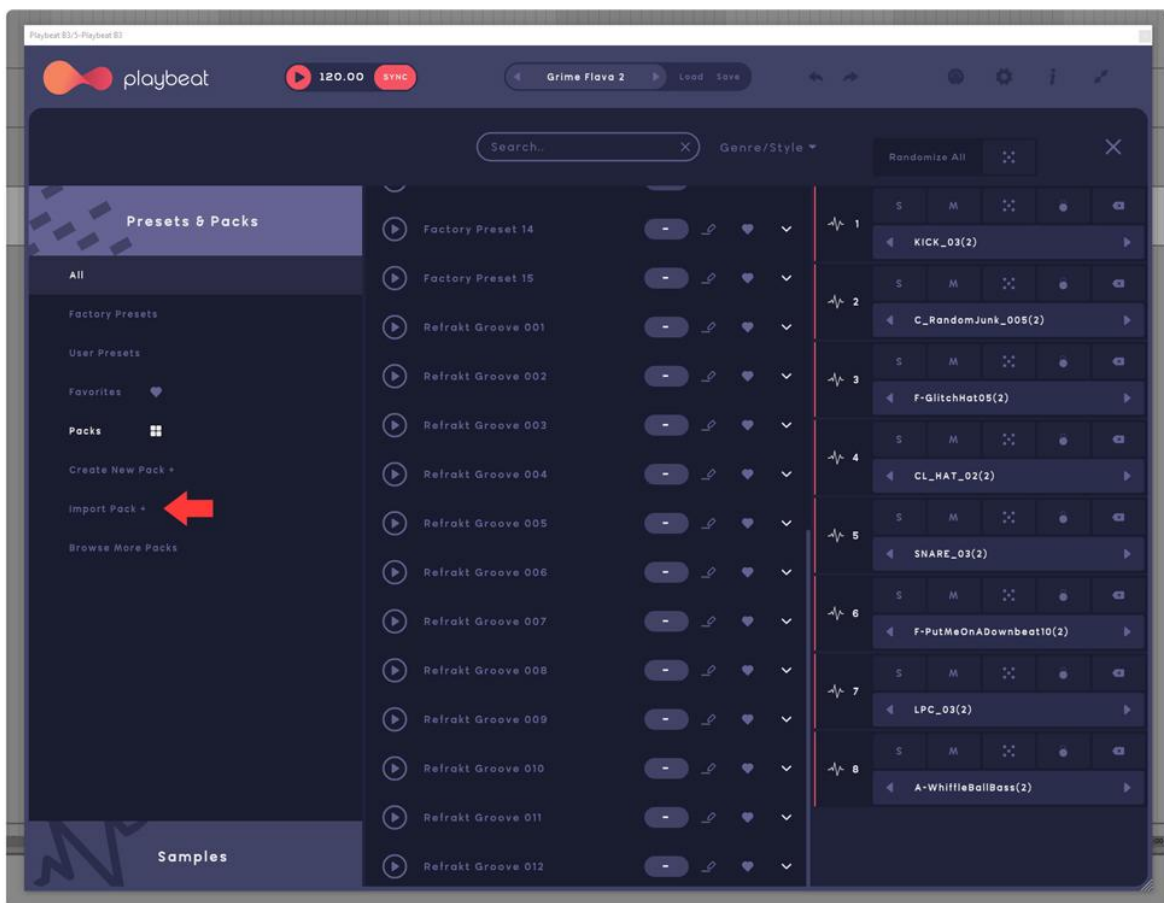 Playbeat B3/5-Playbeat B3
playbeat
120.00 SYNC
Grime Flava 2
Load Save
i
Search..
Genre/Style
Randomize All
Presets & Packs
All
Factory Presets
User Presets
Favorites
Packs
Create New Pack +
Import Pack +
Browse More Packs
Samples
Factory Preset 14 -
Factory Preset 15 -
Refrakt Groove 001 -
Refrakt Groove 002 -
Refrakt Groove 003 -
Refrakt Groove 004 -
Refrakt Groove 005 -
Refrakt Groove 006 -
Refrakt Groove 007 -
Refrakt Groove 008 -
Refrakt Groove 009 -
Refrakt Groove 010 -
Refrakt Groove 011 -
Refrakt Groove 012 -
1 S M
KICK_03(2)
2 S M
C_RandomJunk_005(2)
3 S M
F-GlitchHat05(2)
4 S M
CL_HAT_02(2)
5 S M
SNARE_03(2)
6 S M
F-PutMeOnADownbeat10(2)
7 S M
LPC_03(2)
8 S M
A-WhiffleBallBass(2)